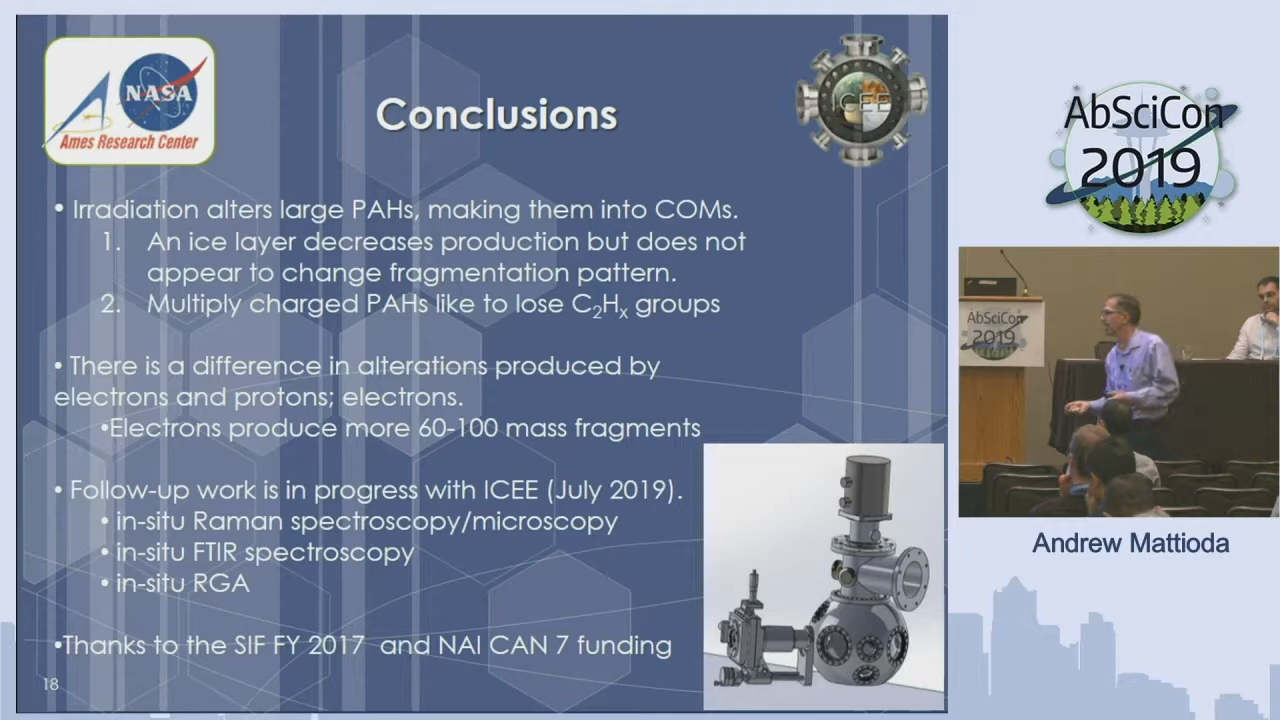 NASA
Ames Research Center
Conclusions
ICEE
• Irradiation alters large PAHs, making them into COMs.
1. An ice layer decreases production but does not
appear to change fragmentation pattern.
2. Multiply charged PAHs like to lose C₂Hₓ groups
• There is a difference in alterations produced by
electrons and protons; electrons.
•Electrons produce more 60-100 mass fragments
• Follow-up work is in progress with ICEE (July 2019).
• in-situ Raman spectroscopy/microscopy
• in-situ FTIR spectroscopy
• in-situ RGA
•Thanks to the SIF FY 2017 and NAI CAN 7 funding
18
AbSciCon
2019
AbSciCon
2019
Andrew Mattioda